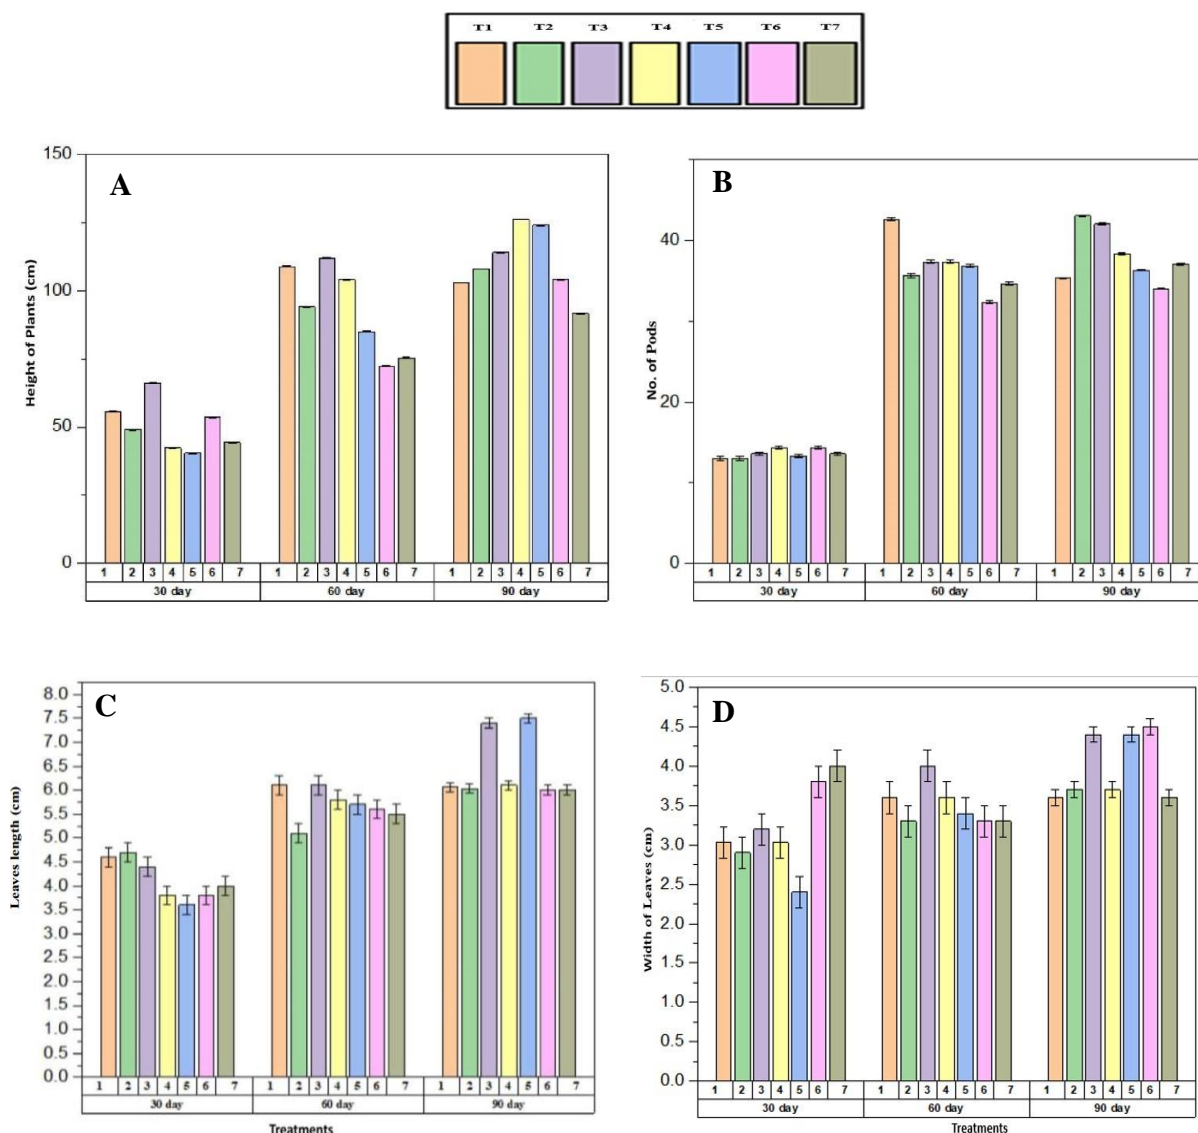 T1 T2 T3 T4 T5 T6 T7
A
Height of Plants (cm)
150
100
50
0
1 2 3 4 5 6 7 1 2 3 4 5 6 7 1 2 3 4 5 6 7
30 day 60 day 90 day
B
No. of Pods
40
20
0
1 2 3 4 5 6 7 1 2 3 4 5 6 7 1 2 3 4 5 6 7
30 day 60 day 90 day
C
Leaves length (cm)
8.0
7.5
7.0
6.5
6.0
5.5
5.0
4.5
4.0
3.5
3.0
2.5
2.0
1.5
1.0
0.5
0.0
1 2 3 4 5 6 7 1 2 3 4 5 6 7 1 2 3 4 5 6 7
30 day 60 day 90 day
Treatments
D
Width of Leaves (cm)
5.0
4.5
4.0
3.5
3.0
2.5
2.0
1.5
1.0
0.5
0.0
1 2 3 4 5 6 7 1 2 3 4 5 6 7 1 2 3 4 5 6 7
30 day 60 day 90 day
Treatments